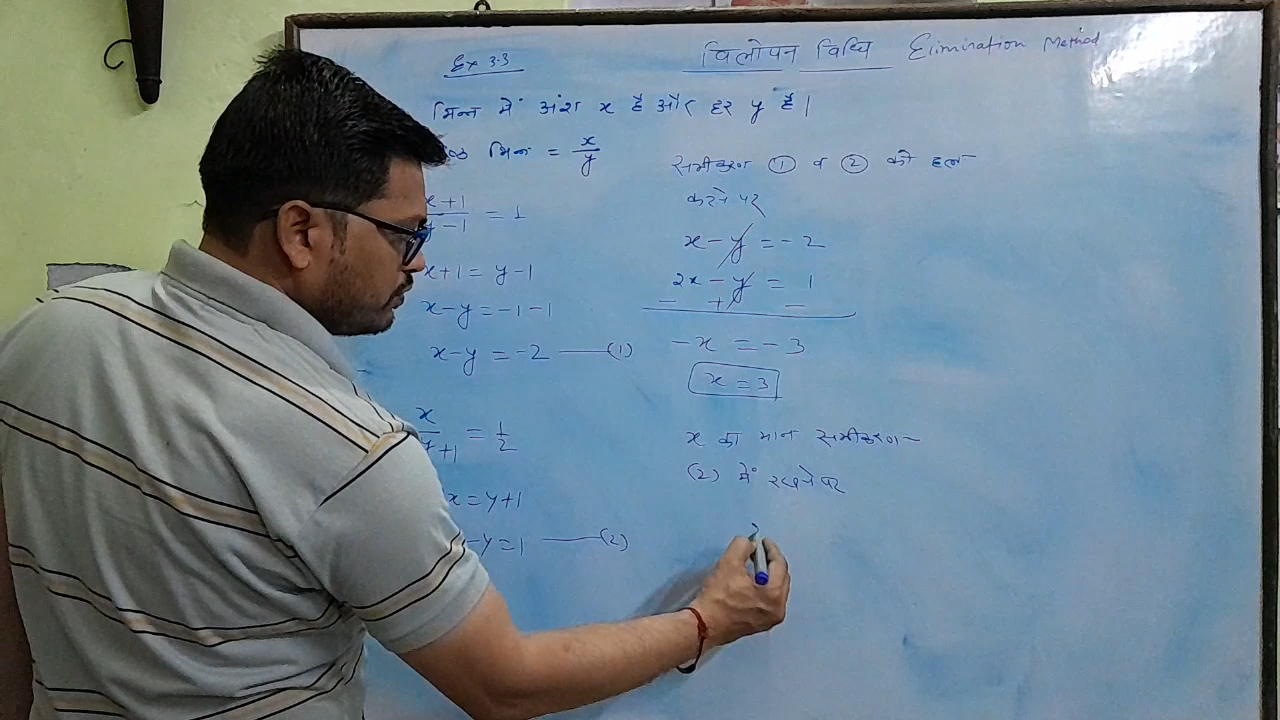 Ex 3.3
विलोपन विधि Elimination Method
भिन्न में अंश x है और हर y है।
भिन्न = x/y
x+1/y-1 = 1
x+1 = y-1
x-y = -1-1
x-y = -2 —(1)
x/y+1 = 1/2
x = y+1
-y = 1 —(2)
समीकरण ① व ② को हल
करने पर
x - y = -2
2x - y = 1
- + -
-x = -3
x = 3
x का मान समीकरण
(2) में रखने पर